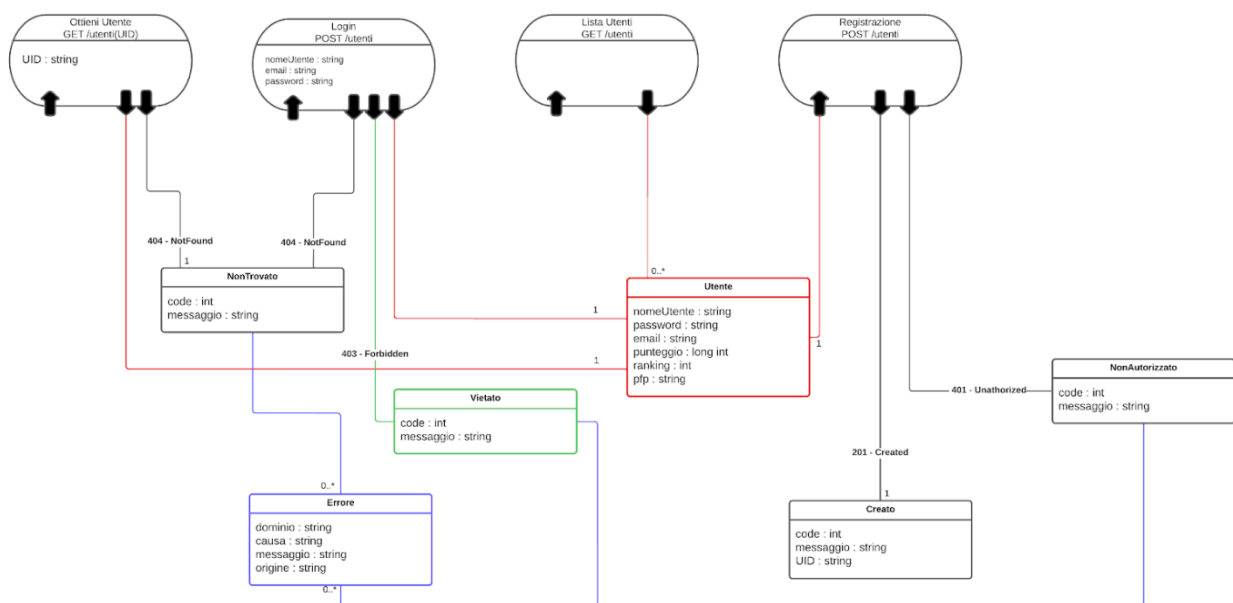 Ottieni Utente
GET /utenti(UID)
UID : string
Login
POST /utenti
nomeUtente : string
email : string
password : string
Lista Utenti
GET /utenti
Registrazione
POST /utenti
404 - NotFound
1
404 - NotFound
NonTrovato
code : int
messaggio : string
0..*
Utente
nomeUtente : string
password : string
email : string
punteggio : long int
ranking : int
pfp : string
1
1
1
403 - Forbidden
Vietato
code : int
messaggio : string
NonAutorizzato
code : int
messaggio : string
401 - Unathorized
201 - Created
1
Creato
code : int
messaggio : string
UID : string
0..*
Errore
dominio : string
causa : string
messaggio : string
origine : string
0..*